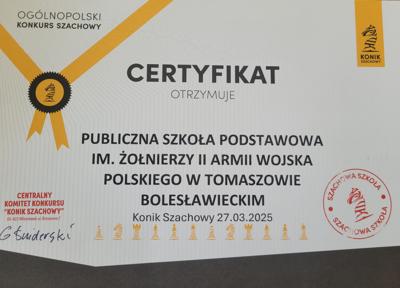 OGÓLNOPOLSKI
KONKURS SZACHOWY
KONIK
SZACHOWY
CERTYFIKAT
OTRZYMUJE
PUBLICZNA SZKOŁA PODSTAWOWA
IM. ŻOŁNIERZY II ARMII WOJSKA
POLSKIEGO W TOMASZOWIE
BOLESŁAWIECKIM
Konik Szachowy 27.03.2025
CENTRALNY
KOMITET KONKURSU
"KONIK SZACHOWY"
SZACHOWA SZKOŁA
SZACHOWA SZKOŁA